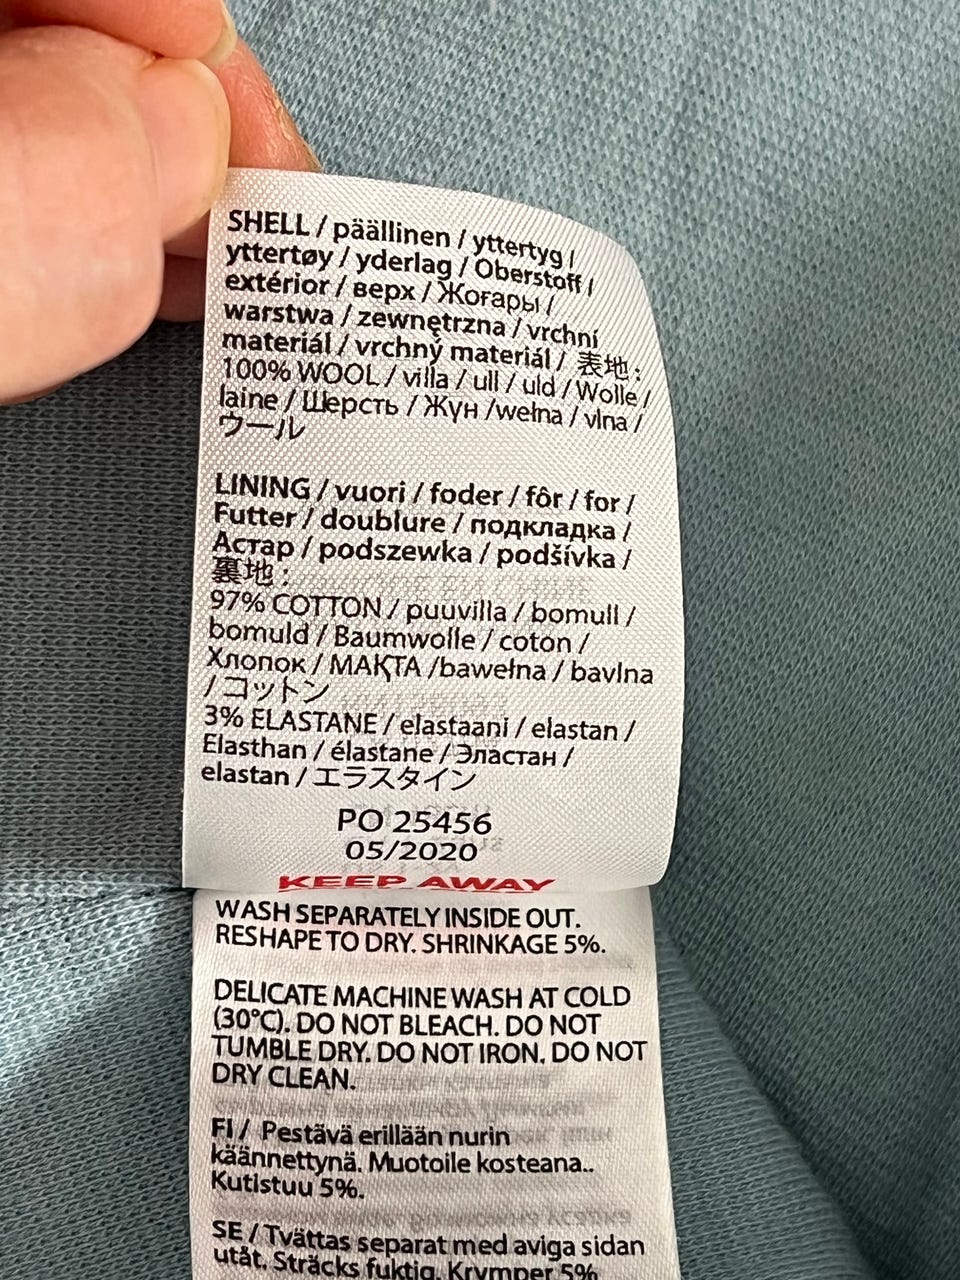 SHELL / päällinen / yttertyg /
yttertøy / yderlag / Oberstoff /
extérior / верх / Жоғары /
warstwa / zewnętrzna / vrchní
materiál / vrchný materiál / 表地 :
100% WOOL / villa / ull / uld / Wolle /
laine / Шерсть / Жүн /wełna / vlna /
ウール
LINING / vuori / foder / fôr / for /
Futter / doublure / подкладка /
Астар / podszewka / podšívka /
裏地 :
97% COTTON / puuvilla / bomull /
bomuld / Baumwolle / coton /
Хлопок / МАҚТА /bawełna / bavlna
/ コットン
3% ELASTANE / elastaani / elastan /
Elasthan / élastane / Эластан /
elastan / エラスタイン
PO 25456
05/2020
KEEP AWAY
WASH SEPARATELY INSIDE OUT.
RESHAPE TO DRY. SHRINKAGE 5%.
DELICATE MACHINE WASH AT COLD
(30°C). DO NOT BLEACH. DO NOT
TUMBLE DRY. DO NOT IRON. DO NOT
DRY CLEAN.
FI / Pestävä erillään nurin
käännettynä. Muotoile kosteana..
Kutistuu 5%.
SE / Tvättas separat med aviga sidan
utåt. Sträcks fuktig. Krymper 5%